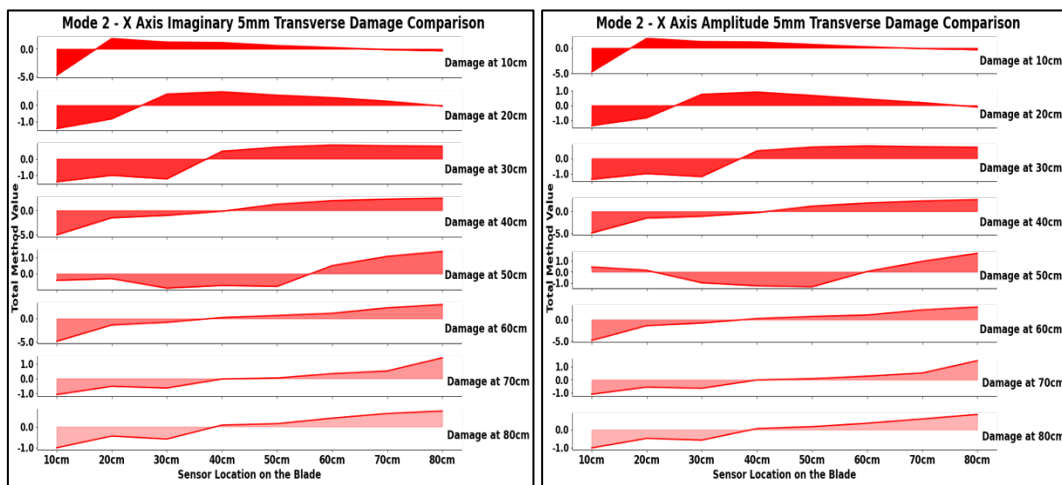 Mode 2 - X Axis Imaginary 5mm Transverse Damage Comparison
Total Method Value
0.0
-5.0
Damage at 10cm
-1.0
Damage at 20cm
0.0
-1.0
Damage at 30cm
0.0
-5.0
Damage at 40cm
1.0
0.0
Damage at 50cm
0.0
-5.0
Damage at 60cm
1.0
0.0
-1.0
Damage at 70cm
0.0
-1.0
Damage at 80cm
10cm 20cm 30cm 40cm 50cm 60cm 70cm 80cm
Sensor Location on the Blade
Mode 2 - X Axis Amplitude 5mm Transverse Damage Comparison
Total Method Value
0.0
-5.0
Damage at 10cm
1.0
0.0
-1.0
Damage at 20cm
0.0
-1.0
Damage at 30cm
0.0
-5.0
Damage at 40cm
1.0
0.0
-1.0
Damage at 50cm
0.0
-5.0
Damage at 60cm
1.0
0.0
-1.0
Damage at 70cm
0.0
-1.0
Damage at 80cm
10cm 20cm 30cm 40cm 50cm 60cm 70cm 80cm
Sensor Location on the Blade